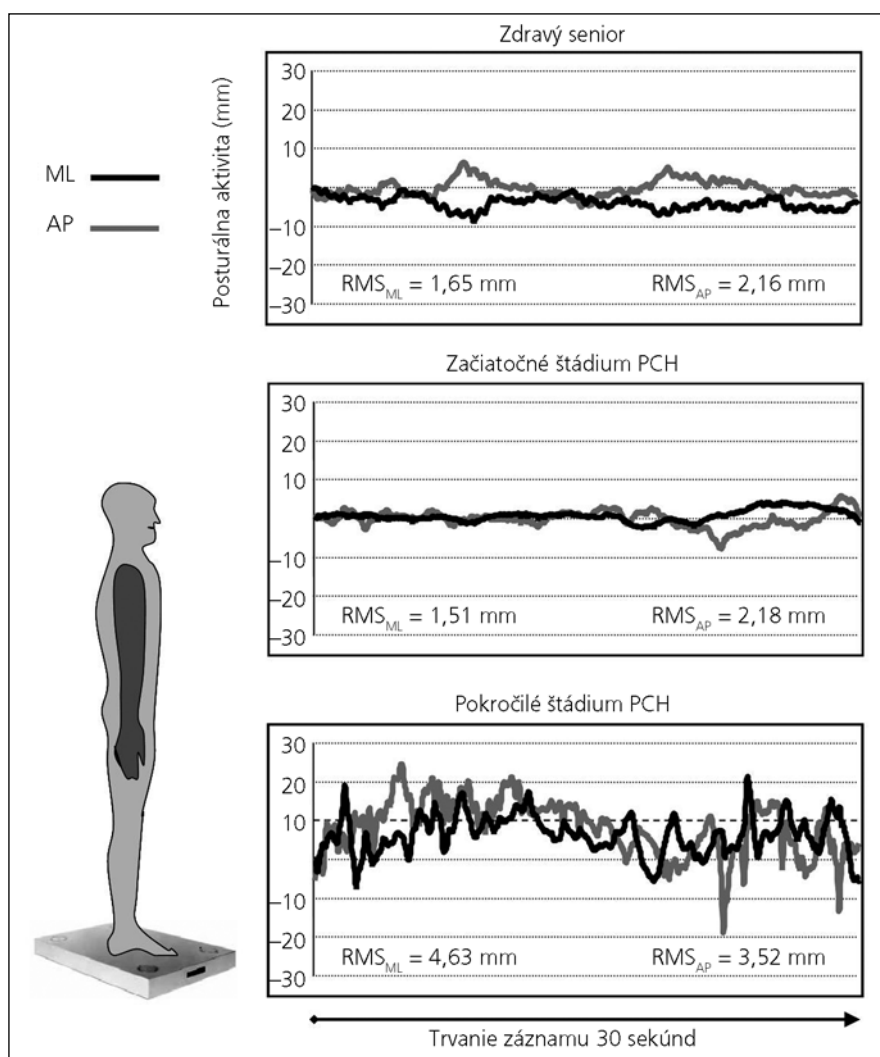 Zdravý senior
Posturálna aktivita (mm)
30
20
10
–10
–20
–30
ML
AP
RMS_ML = 1,65 mm RMS_AP = 2,16 mm
Začiatočné štádium PCH
30
20
10
–10
–20
–30
RMS_ML = 1,51 mm RMS_AP = 2,18 mm
Pokročilé štádium PCH
30
20
10
–10
–20
–30
RMS_ML = 4,63 mm RMS_AP = 3,52 mm
Trvanie záznamu 30 sekúnd